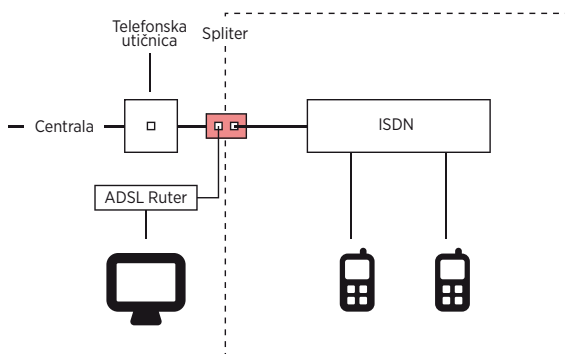 Telefonska
utičnica
Spliter
Centrala
ISDN
ADSL Ruter